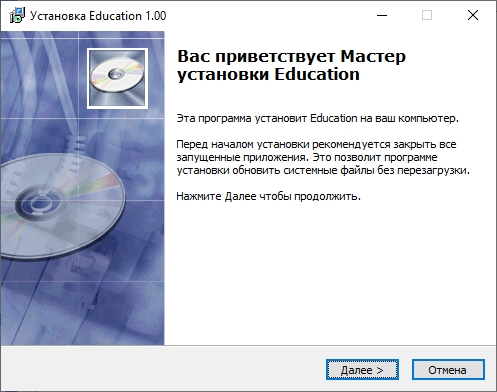 Установка Education 1.00
Вас приветствует Мастер
установки Education
Эта программа установит Education на ваш компьютер.
Перед началом установки рекомендуется закрыть все
запущенные приложения. Это позволит программе
установки обновить системные файлы без перезагрузки.
Нажмите Далее чтобы продолжить.
Далее >
Отмена